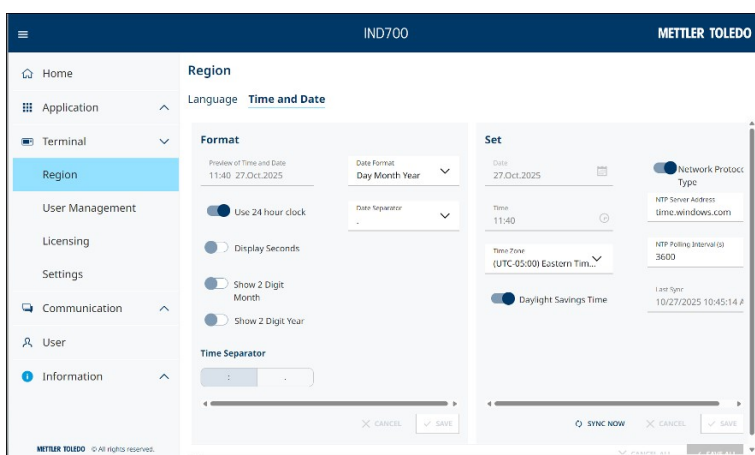 IND700
METTLER TOLEDO
Home
Application
Terminal
Region
User Management
Licensing
Settings
Communication
User
Information
METTLER TOLEDO © All rights reserved.
Region
Language Time and Date
Format
Preview of Time and Date
11:40 27.Oct.2025
Date Format
Day Month Year
Use 24 hour clock
Date Separator
.
Display Seconds
Show 2 Digit
Month
Show 2 Digit Year
Time Separator
: .
CANCEL SAVE
Set
Date
27.Oct.2025
Network Protoco
Type
Time
11:40
NTP Server Address
time.windows.com
Time Zone
(UTC-05:00) Eastern Tim...
NTP Polling Interval (s)
3600
Daylight Savings Time
Last Sync
10/27/2025 10:45:14
SYNC NOW CANCEL SAVE
CANCEL ALL SAVE ALL